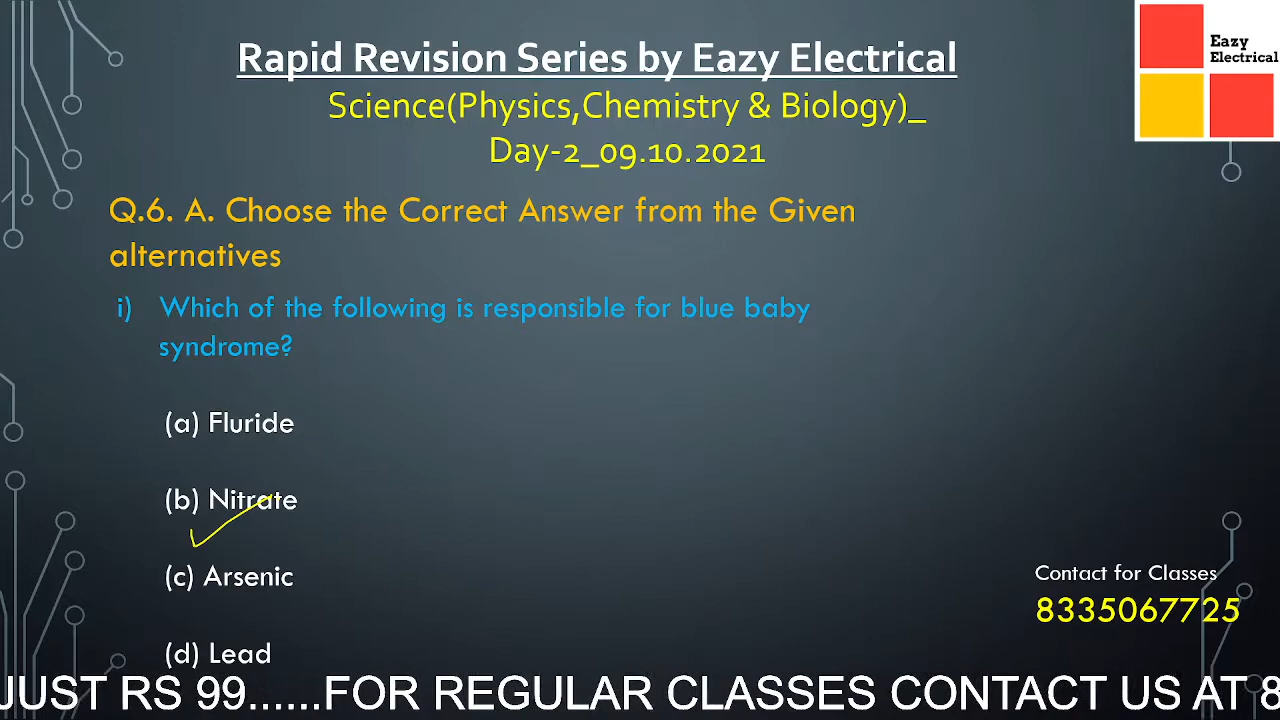 Rapid Revision Series by Eazy Electrical
Eazy
Electrical
Science(Physics,Chemistry & Biology)_
Day-2_09.10.2021
Q.6. A. Choose the Correct Answer from the Given
alternatives
i) Which of the following is responsible for blue baby
syndrome?
(a) Fluride
(b) Nitrate
(c) Arsenic
(d) Lead
Contact for Classes
8335067725
JUST RS 99......FOR REGULAR CLASSES CONTACT US AT 8